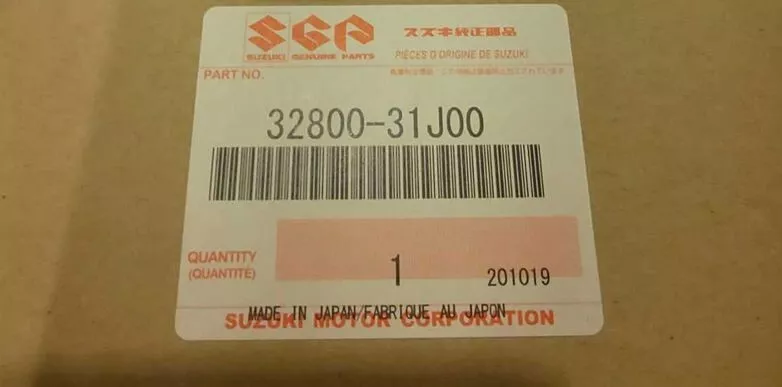 SGP スズキ純正部品
SUZUKI GENUINE PARTS PIÈCES D'ORIGINE DE SUZUKI
PART NO.
32800-31J00
QUANTITY
(QUANTITÉ)
1 201019
MADE IN JAPAN/FABRIQUE AU JAPON
SUZUKI MOTOR CORPORATION